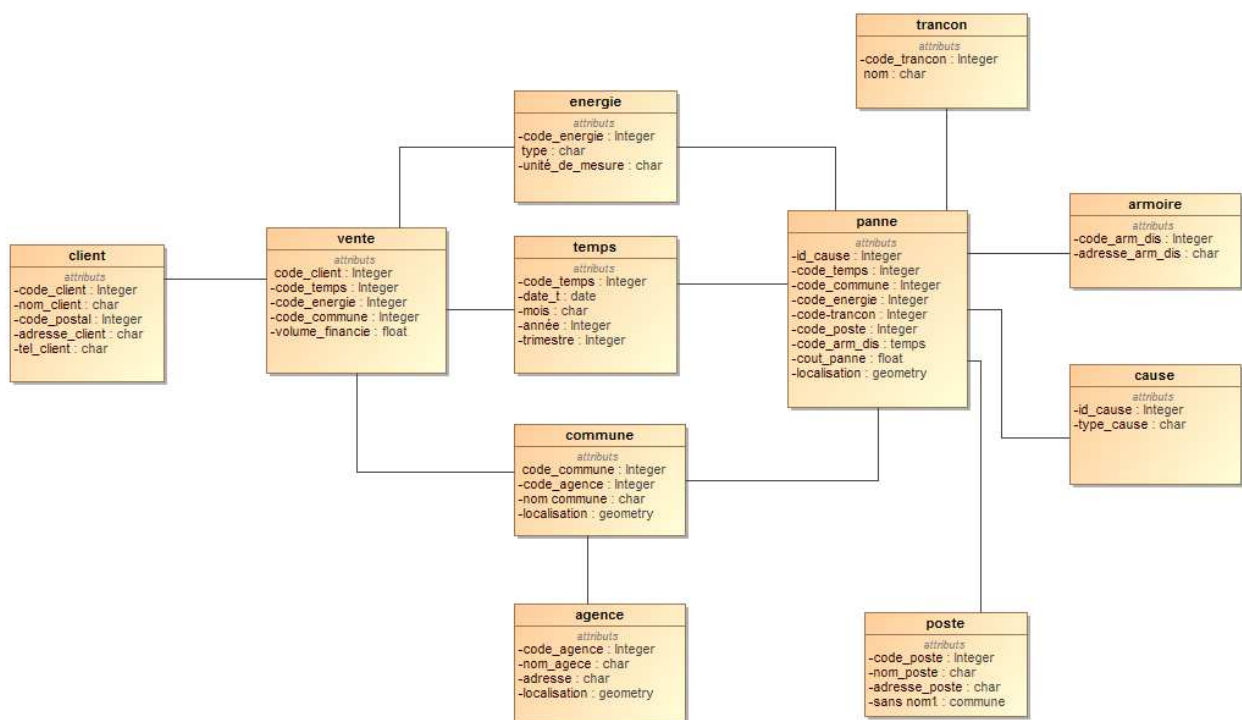 trancon
attributs
-code_trancon : Integer
nom : char
energie
attributs
-code_energie : Integer
type : char
-unité_de_mesure : char
client
attributs
-code_client : Integer
-nom_client : char
-code_postal : Integer
-adresse_client : char
-tel_client : char
vente
attributs
code_client : Integer
-code_temps : Integer
-code_energie : Integer
-code_commune : Integer
-volume_financie : float
temps
attributs
-code_temps : Integer
-date_t : date
-mois : char
-année : Integer
-trimestre : Integer
panne
attributs
-id_cause : Integer
-code_temps : Integer
-code_commune : Integer
-code_energie : Integer
-code-trancon : Integer
-code_poste : Integer
-code_arm_dis : temps
-cout_panne : float
-localisation : geometry
armoire
attributs
-code_arm_dis : Integer
-adresse_arm_dis : char
cause
attributs
-id_cause : Integer
-type_cause : char
commune
attributs
code_commune : Integer
-code_agence : Integer
-nom commune : char
-localisation : geometry
agence
attributs
-code_agence : Integer
-nom_agece : char
-adresse : char
-localisation : geometry
poste
attributs
-code_poste : Integer
-nom_poste : char
-adresse_poste : char
-sans nom1 : commune